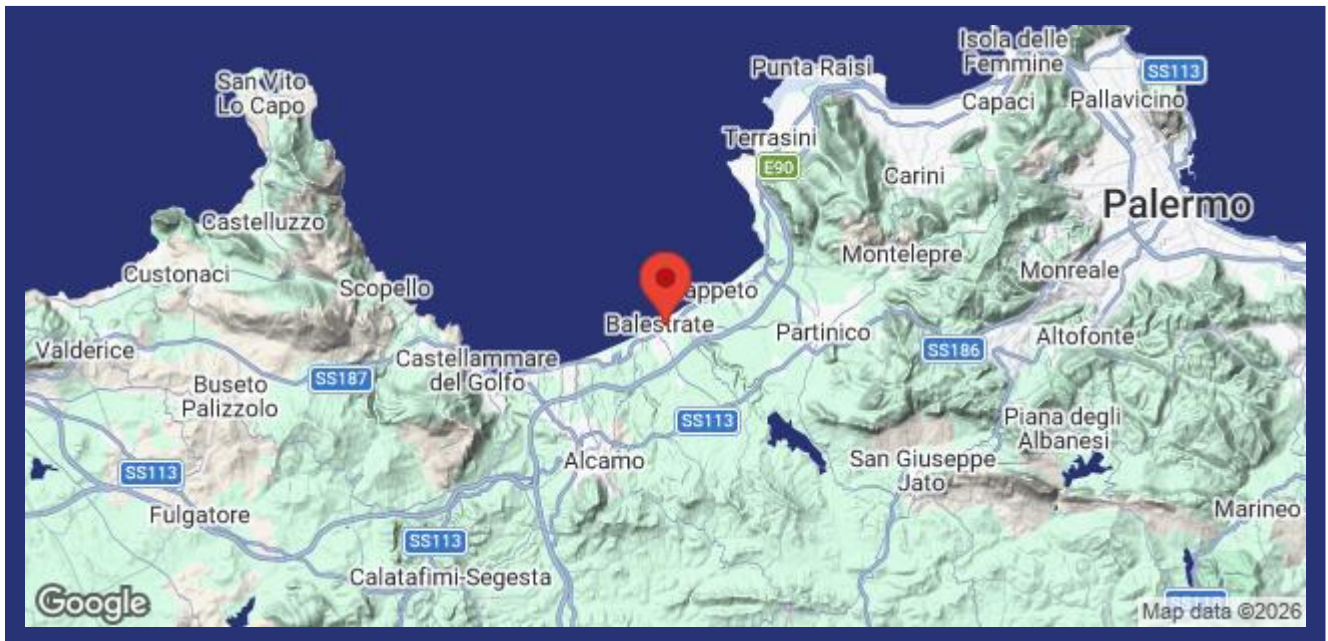 Isola delle
Femmine
Punta Raisi
SS113
San Vito
Lo Capo
Capaci
Pallavicino
Terrasini
E90
Carini
Palermo
Castelluzzo
Montelepre
Monreale
Custonaci
Scopello
appeto
Balestrate
Partinico
Altofonte
SS186
Valderice
Castellammare
del Golfo
SS187
Buseto
Palizzolo
SS113
Piana degli
Albanesi
Alcamo
San Giuseppe
Jato
SS113
Fulgatore
Marineo
SS113
Calatafimi-Segesta
Google
Map data ©2026